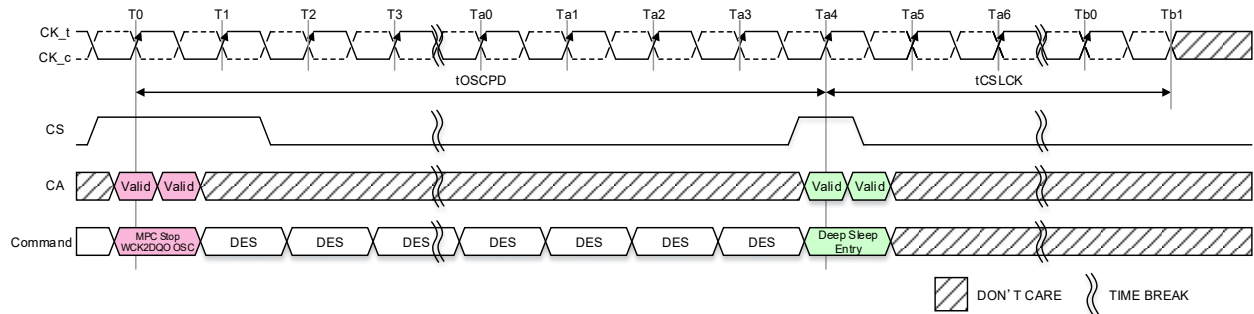 T0 T1 T2 T3 Ta0 Ta1 Ta2 Ta3 Ta4 Ta5 Ta6 Tb0 Tb1
CK_t
CK_c
tOSCPD tCSLCK
CS
CA Valid Valid Valid Valid
Command MPC Stop WCK2DQO OSC DES DES DES DES DES DES DES Deep Sleep Entry
DON'T CARE TIME BREAK